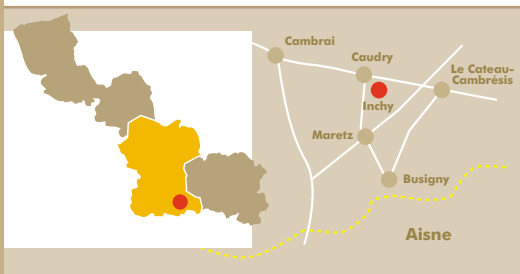 Cambrai
Caudry
Le Cateau-
Cambrésis
Inchy
Maretz
Busigny
Aisne